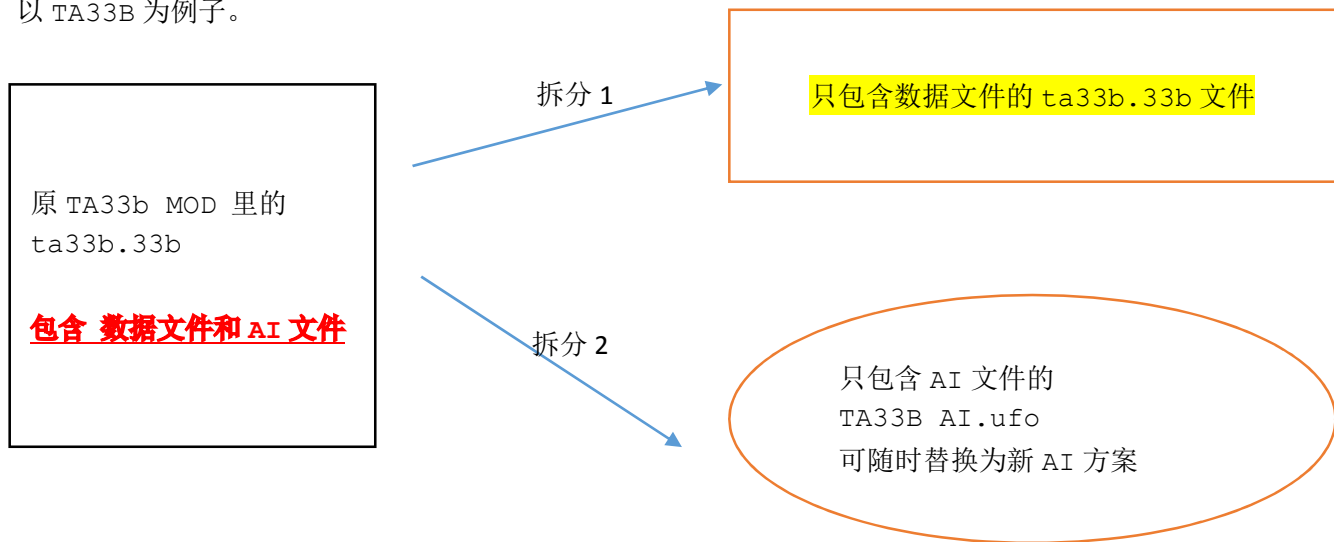 以 TA33B 为例子。
拆分 1
只包含数据文件的 ta33b.33b 文件
原 TA33b MOD 里的
ta33b.33b
包含 数据文件和 AI 文件
拆分 2
只包含 AI 文件的
TA33B AI.ufo
可随时替换为新 AI 方案